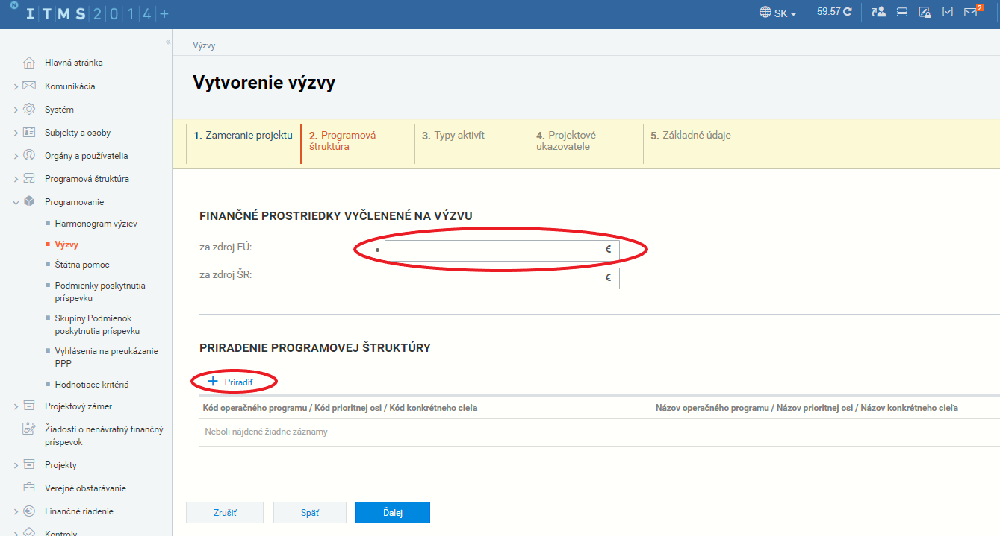 N
ITMS2014+
SK
59:57
2
«
Hlavná stránka
Komunikácia
Systém
Subjekty a osoby
Orgány a používatelia
Programová štruktúra
Programovanie
Harmonogram výziev
Výzvy
Štátna pomoc
Podmienky poskytnutia
príspevku
Skupiny Podmienok
poskytnutia príspevku
Vyhlásenia na preukázanie
PPP
Hodnotiace kritériá
Projektový zámer
Žiadosti o nenávratný finančný
príspevok
Projekty
Verejné obstarávanie
Finančné riadenie
Kontroly
Výzvy
Vytvorenie výzvy
1. Zameranie projektu
2. Programová
štruktúra
3. Typy aktivít
4. Projektové
ukazovatele
5. Základné údaje
FINANČNÉ PROSTRIEDKY VYČLENENÉ NA VÝZVU
za zdroj EÚ: €
za zdroj ŠR: €
PRIRADENIE PROGRAMOVEJ ŠTRUKTÚRY
+ Priradiť
Kód operačného programu / Kód prioritnej osi / Kód konkrétneho cieľa
Názov operačného programu / Názov prioritnej osi / Názov konkrétneho cieľa
Neboli nájdené žiadne záznamy
Zrušiť
Späť
Ďalej